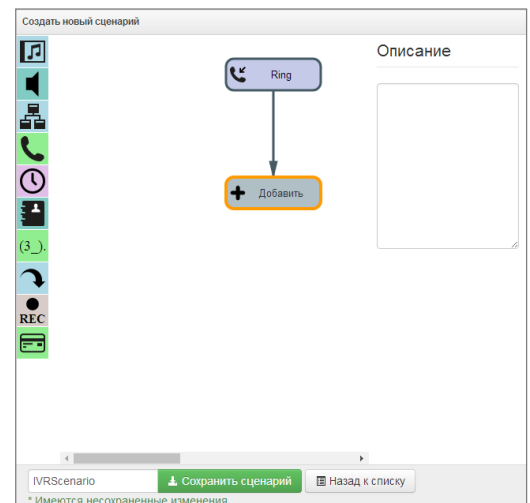 Создать новый сценарий
Ring
Добавить
Описание
(3_).
REC
IVRScenario
Сохранить сценарий
Назад к списку
* Имеются несохраненные изменения